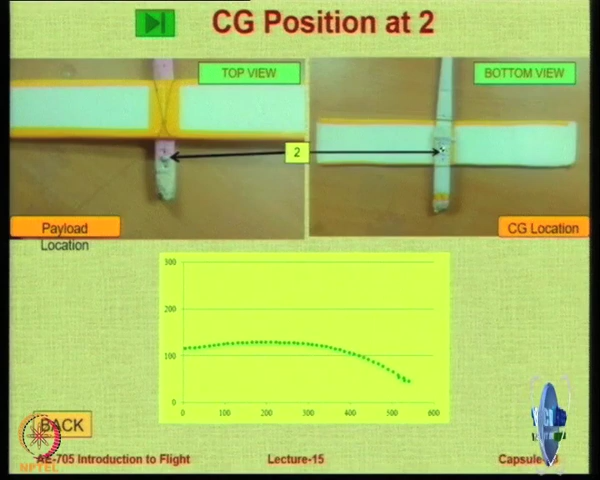 CG Position at 2
TOP VIEW
BOTTOM VIEW
2
Payload
Location
CG Location
300
200
100
0
0 100 200 300 400 500 600
BACK
NPTEL
AE-705 Introduction to Flight
Lecture-15